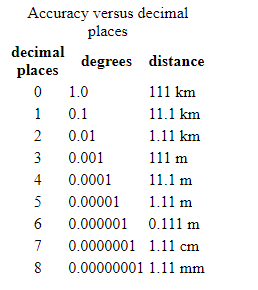 Accuracy versus decimal
places
decimal
places degrees distance
0 1.0 111 km
1 0.1 11.1 km
2 0.01 1.11 km
3 0.001 111 m
4 0.0001 11.1 m
5 0.00001 1.11 m
6 0.000001 0.111 m
7 0.0000001 1.11 cm
8 0.00000001 1.11 mm